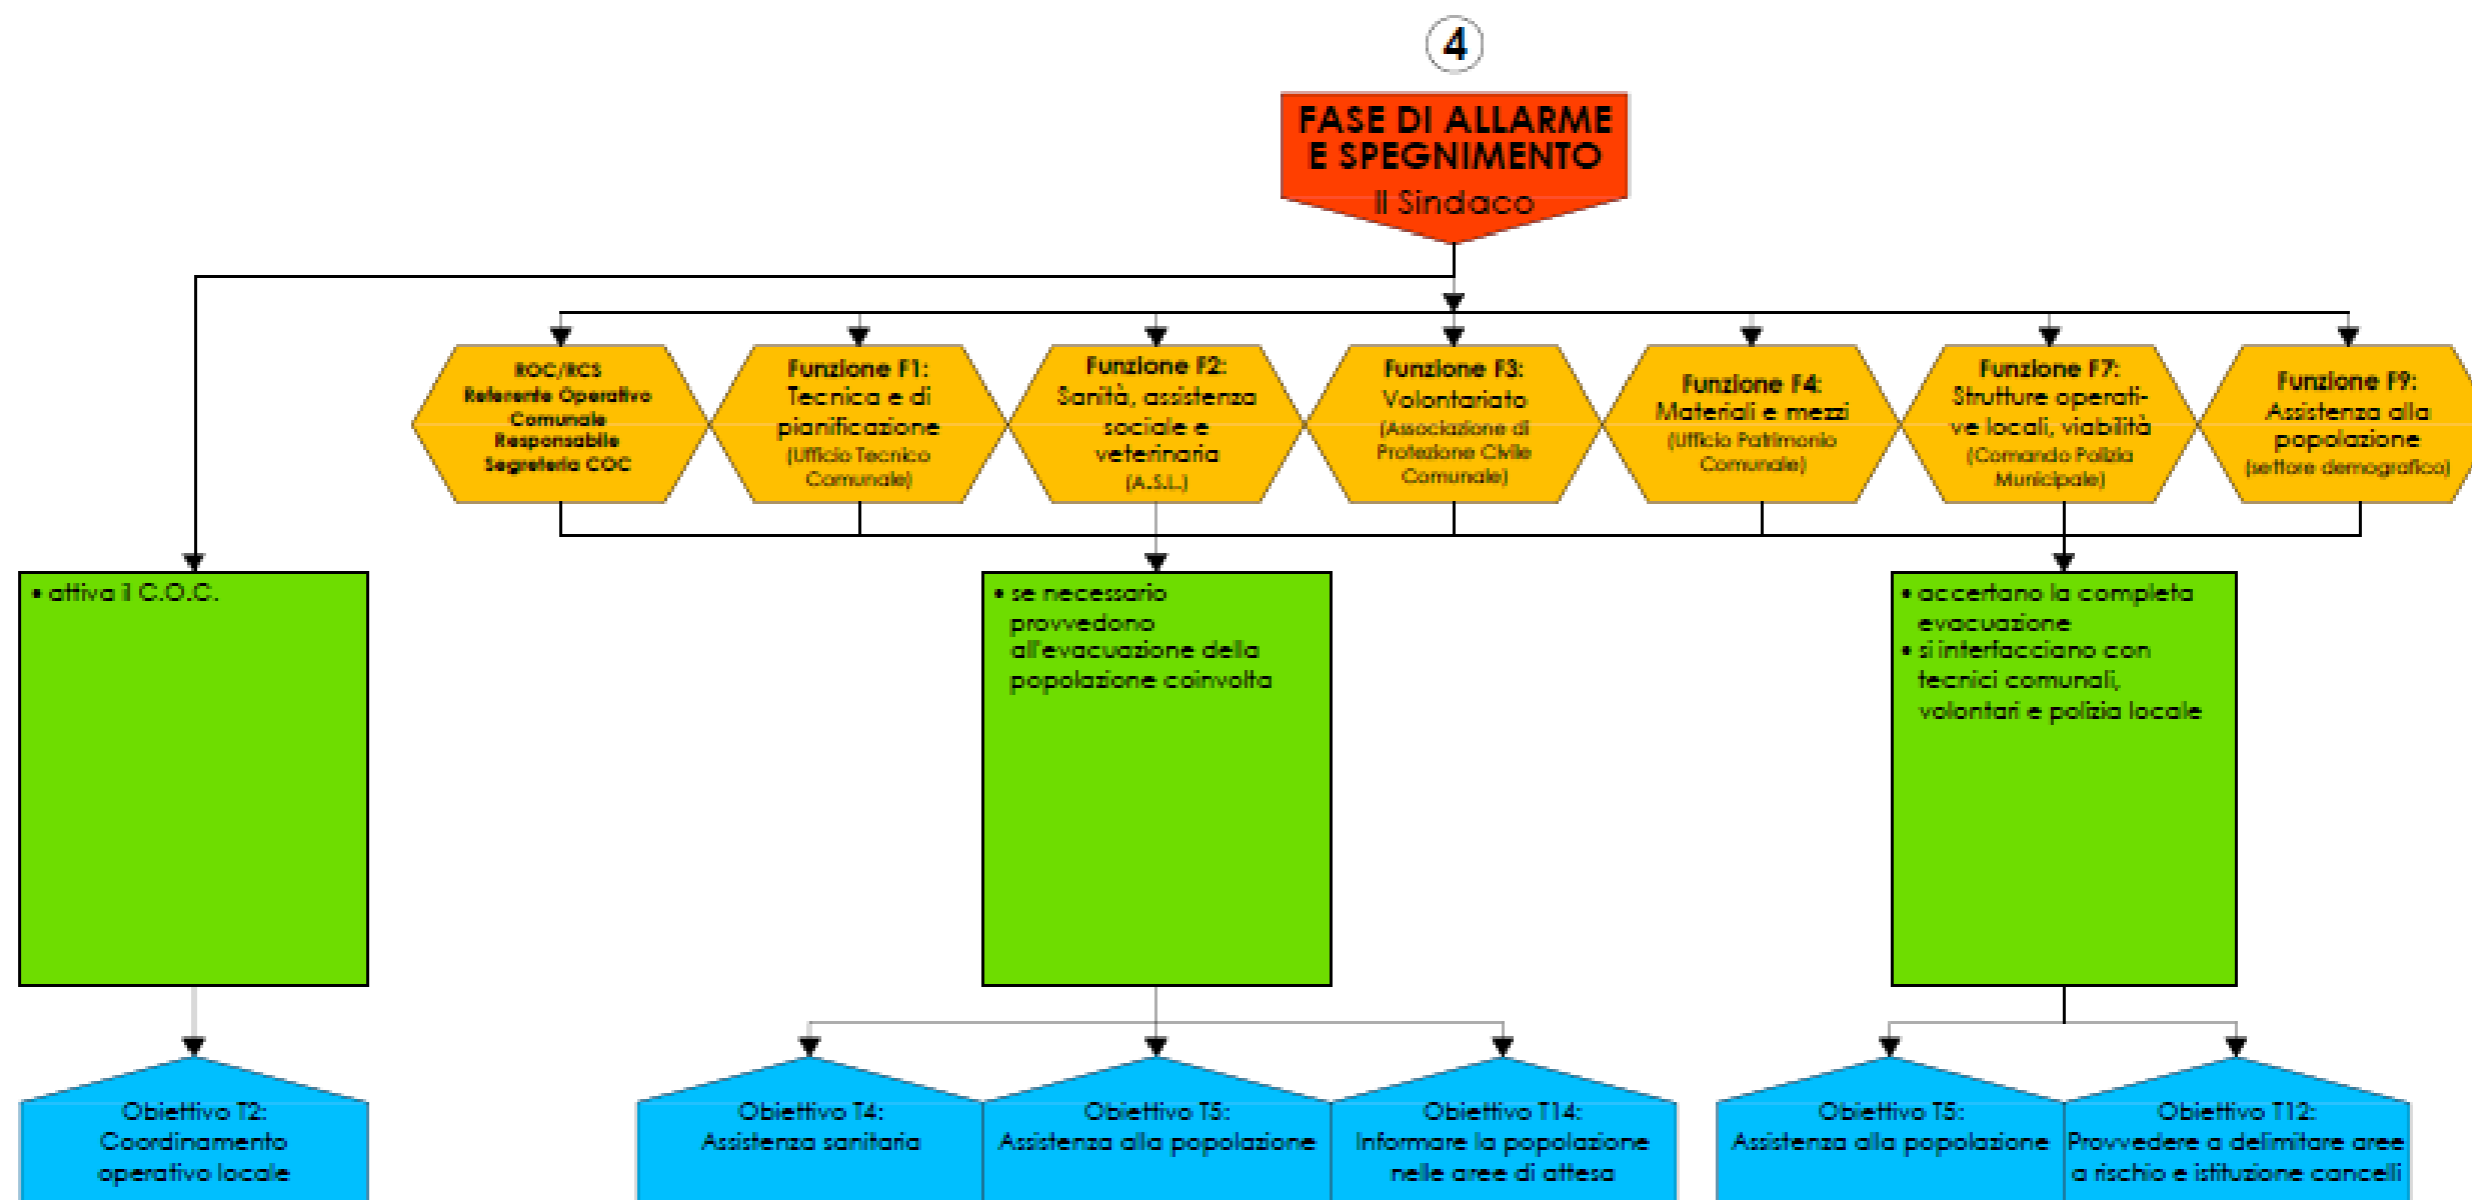 4
FASE DI ALLARME
E SPEGNIMENTO
Il Sindaco
ROC/RCS
Referente Operativo
Comunale
Responsabile
Segreteria COC
Funzione F1:
Tecnica e di
pianificazione
(Ufficio Tecnico
Comunale)
Funzione F2:
Sanità, assistenza
sociale e
veterinaria
(A.S.L.)
Funzione F3:
Volontariato
(Associazione di
Protezione Civile
Comunale)
Funzione F4:
Materiali e mezzi
(Ufficio Patrimonio
Comunale)
Funzione F7:
Strutture operati-
ve locali, viabilità
(Comando Polizia
Municipale)
Funzione F9:
Assistenza alla
popolazione
(settore demografico)
• attiva il C.O.C.
• se necessario
provvedono
all'evacuazione della
popolazione coinvolta
• accertano la completa
evacuazione
• si interfacciano con
tecnici comunali,
volontari e polizia locale
Obiettivo T2:
Coordinamento
operativo locale
Obiettivo T4:
Assistenza sanitaria
Obiettivo T5:
Assistenza alla popolazione
Obiettivo T14:
Informare la popolazione
nelle aree di attesa
Obiettivo T5:
Assistenza alla popolazione
Obiettivo T12:
Provvedere a delimitare aree
a rischio e istituzione cancelli